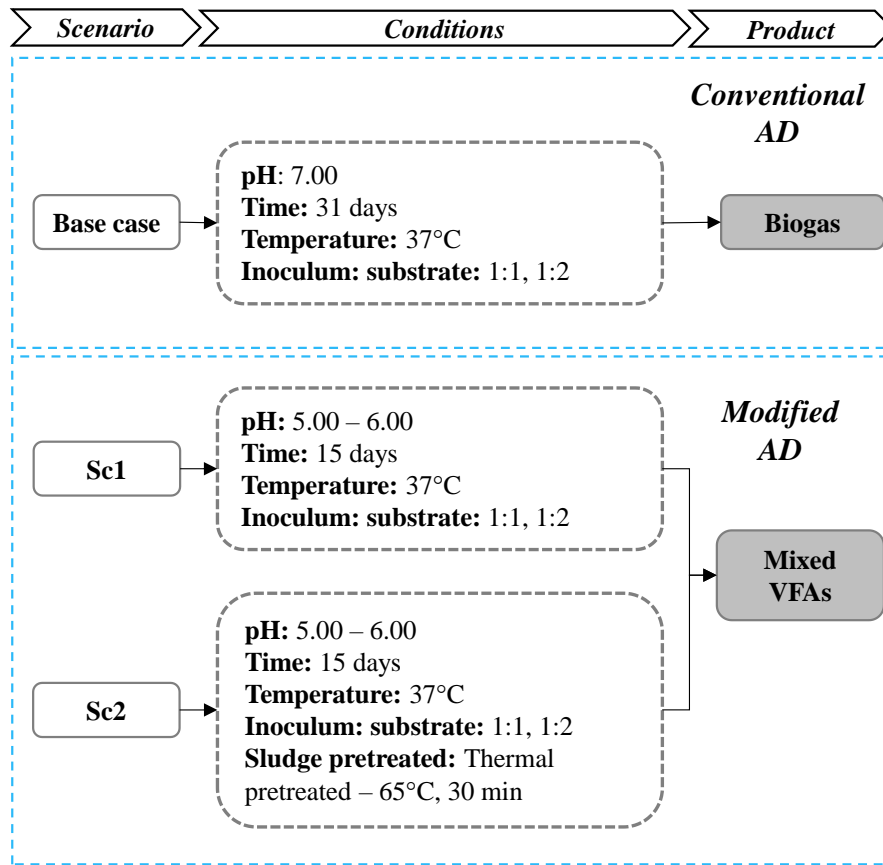 Scenario
Conditions
Product
Conventional
AD
Base case
pH: 7.00
Time: 31 days
Temperature: 37°C
Inoculum: substrate: 1:1, 1:2
Biogas
Modified
AD
Sc1
pH: 5.00 – 6.00
Time: 15 days
Temperature: 37°C
Inoculum: substrate: 1:1, 1:2
Mixed
VFAs
Sc2
pH: 5.00 – 6.00
Time: 15 days
Temperature: 37°C
Inoculum: substrate: 1:1, 1:2
Sludge pretreated: Thermal
pretreated – 65°C, 30 min